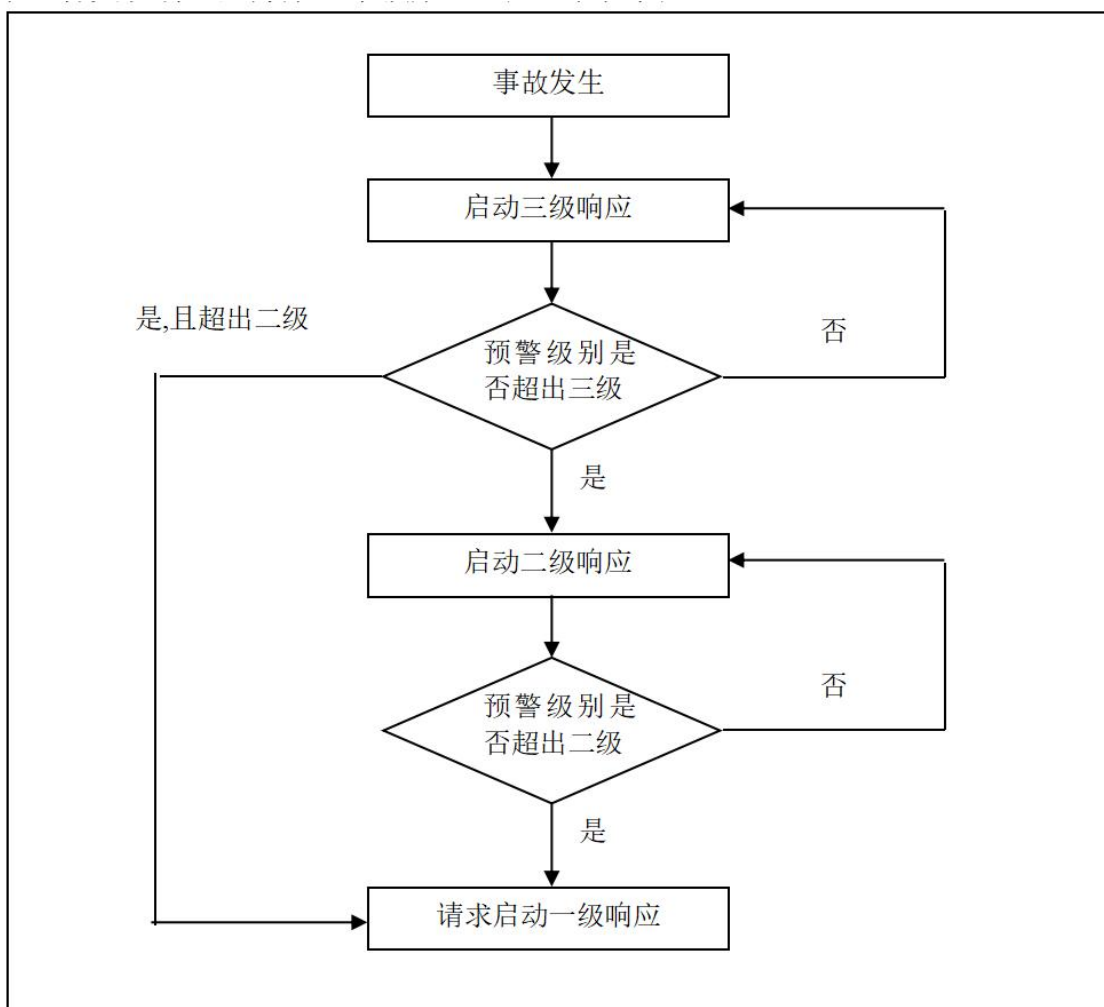 事故发生
启动三级响应
是,且超出二级
否
预警级别是
否超出三级
是
启动二级响应
否
预警级别是
否超出二级
是
请求启动一级响应